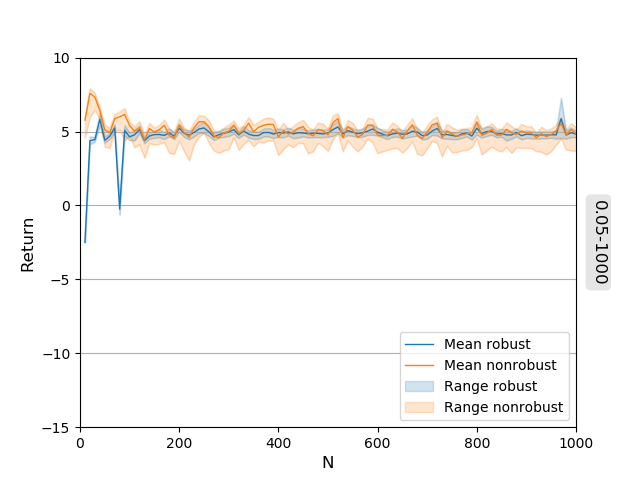 10
5
0
−5
−10
−15
Return
0
200
400
600
800
1000
N
Mean robust
Mean nonrobust
Range robust
Range nonrobust
0.05-1000